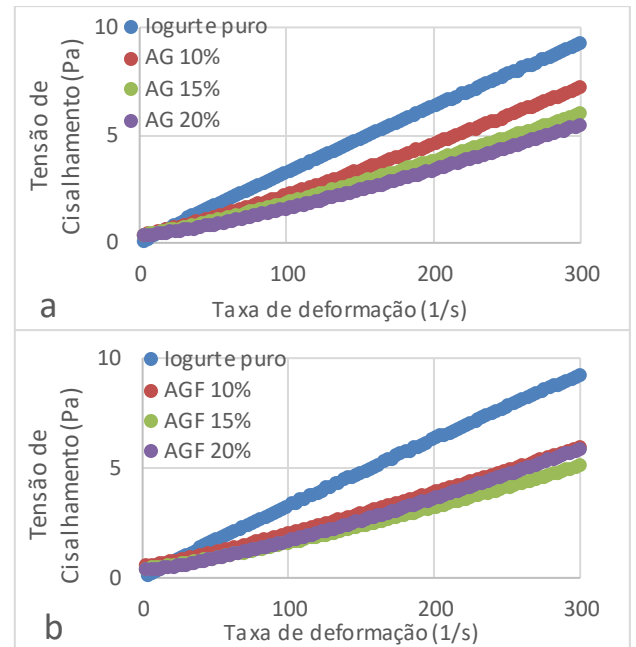 10
5
0
Tensão de
Cisalhamento (Pa)
Iogurte puro
AG 10%
AG 15%
AG 20%
0
100
200
300
a
Taxa de deformação (1/s)
10
5
0
Tensão de
Cisalhamento (Pa)
Iogurte puro
AGF 10%
AGF 15%
AGF 20%
0
100
200
300
b
Taxa de deformação (1/s)